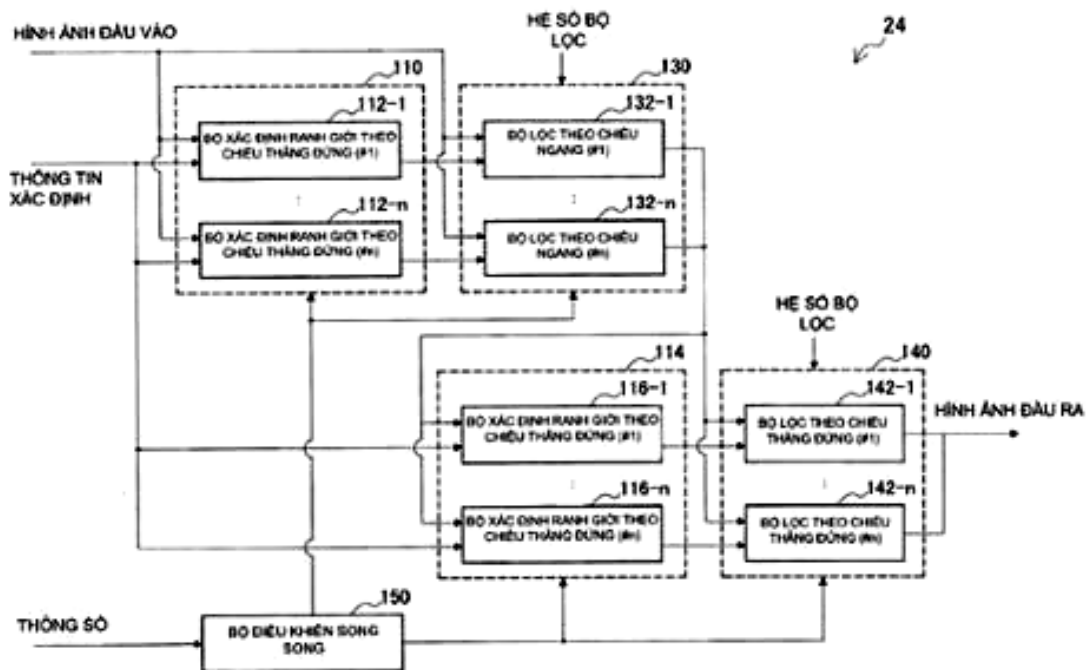 HÌNH ẢNH ĐẦU VÀO
HỆ SỐ BỘ
LỌC
24
110
130
112-1
132-1
BỘ XÁC ĐỊNH RANH GIỚI THEO
CHIỀU THẲNG ĐỨNG (#1)
BỘ LỌC THEO CHIỀU
NGANG (#1)
THÔNG TIN
XÁC ĐỊNH
112-n
132-n
BỘ XÁC ĐỊNH RANH GIỚI THEO
CHIỀU THẲNG ĐỨNG (#n)
BỘ LỌC THEO CHIỀU
NGANG (#n)
HỆ SỐ BỘ
LỌC
114
140
116-1
142-1
BỘ XÁC ĐỊNH RANH GIỚI THEO
CHIỀU THẲNG ĐỨNG (#1)
BỘ LỌC THEO CHIỀU
THẲNG ĐỨNG (#1)
HÌNH ẢNH ĐẦU RA
116-n
142-n
BỘ XÁC ĐỊNH RANH GIỚI THEO
CHIỀU THẲNG ĐỨNG (#n)
BỘ LỌC THEO CHIỀU
THẲNG ĐỨNG (#n)
150
THÔNG SỐ
BỘ ĐIỀU KHIỂN SONG
SONG